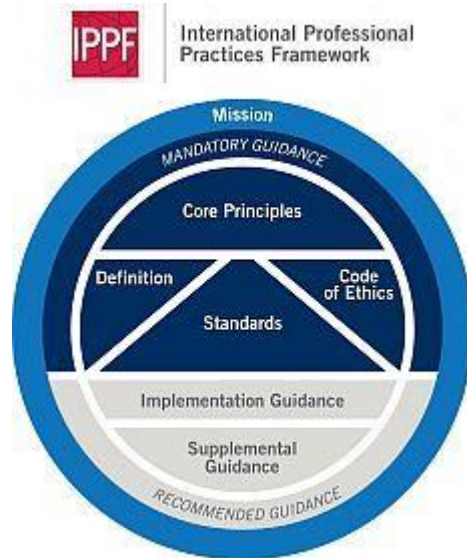 IPPF
International Professional
Practices Framework
Mission
MANDATORY GUIDANCE
Core Principles
Definition
Code
of Ethics
Standards
Implementation Guidance
Supplemental
Guidance
RECOMMENDED GUIDANCE